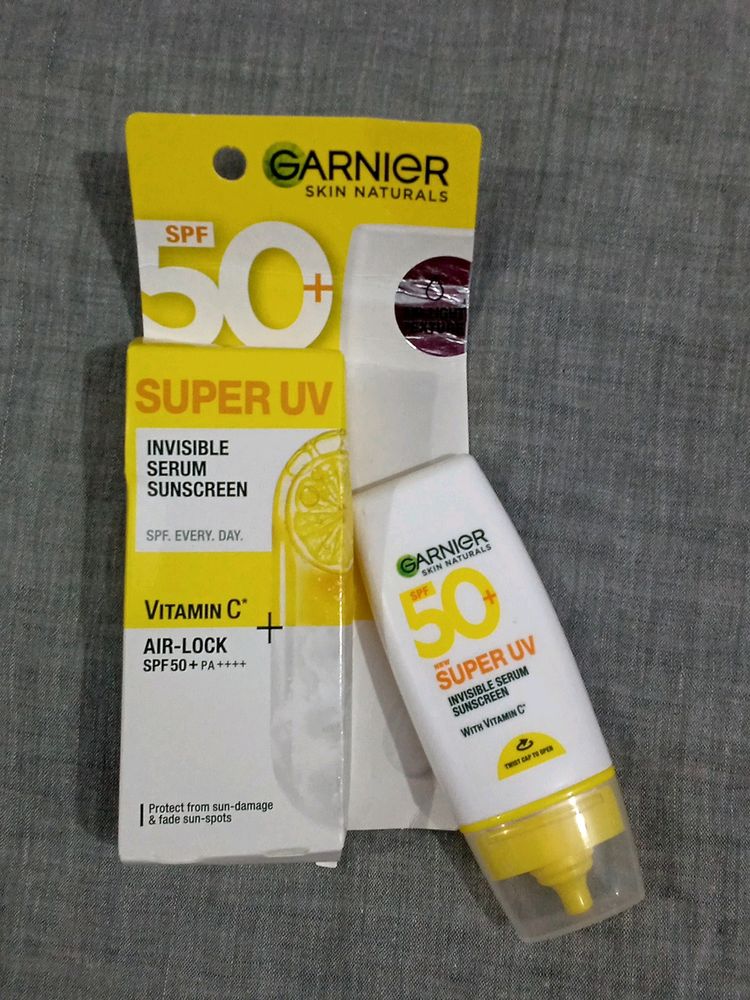 GARNIER
SKIN NATURALS
SPF
50+
SUPER UV
INVISIBLE
SERUM
SUNSCREEN
SPF. EVERY. DAY.
VITAMIN C*
+
AIR-LOCK
SPF 50+ PA ++++
Protect from sun-damage
& fade sun-spots
GARNIER
SKIN NATURALS
SPF
50+
NEW
SUPER UV
INVISIBLE SERUM
SUNSCREEN
WITH VITAMIN C*
TWIST CAP TO OPEN